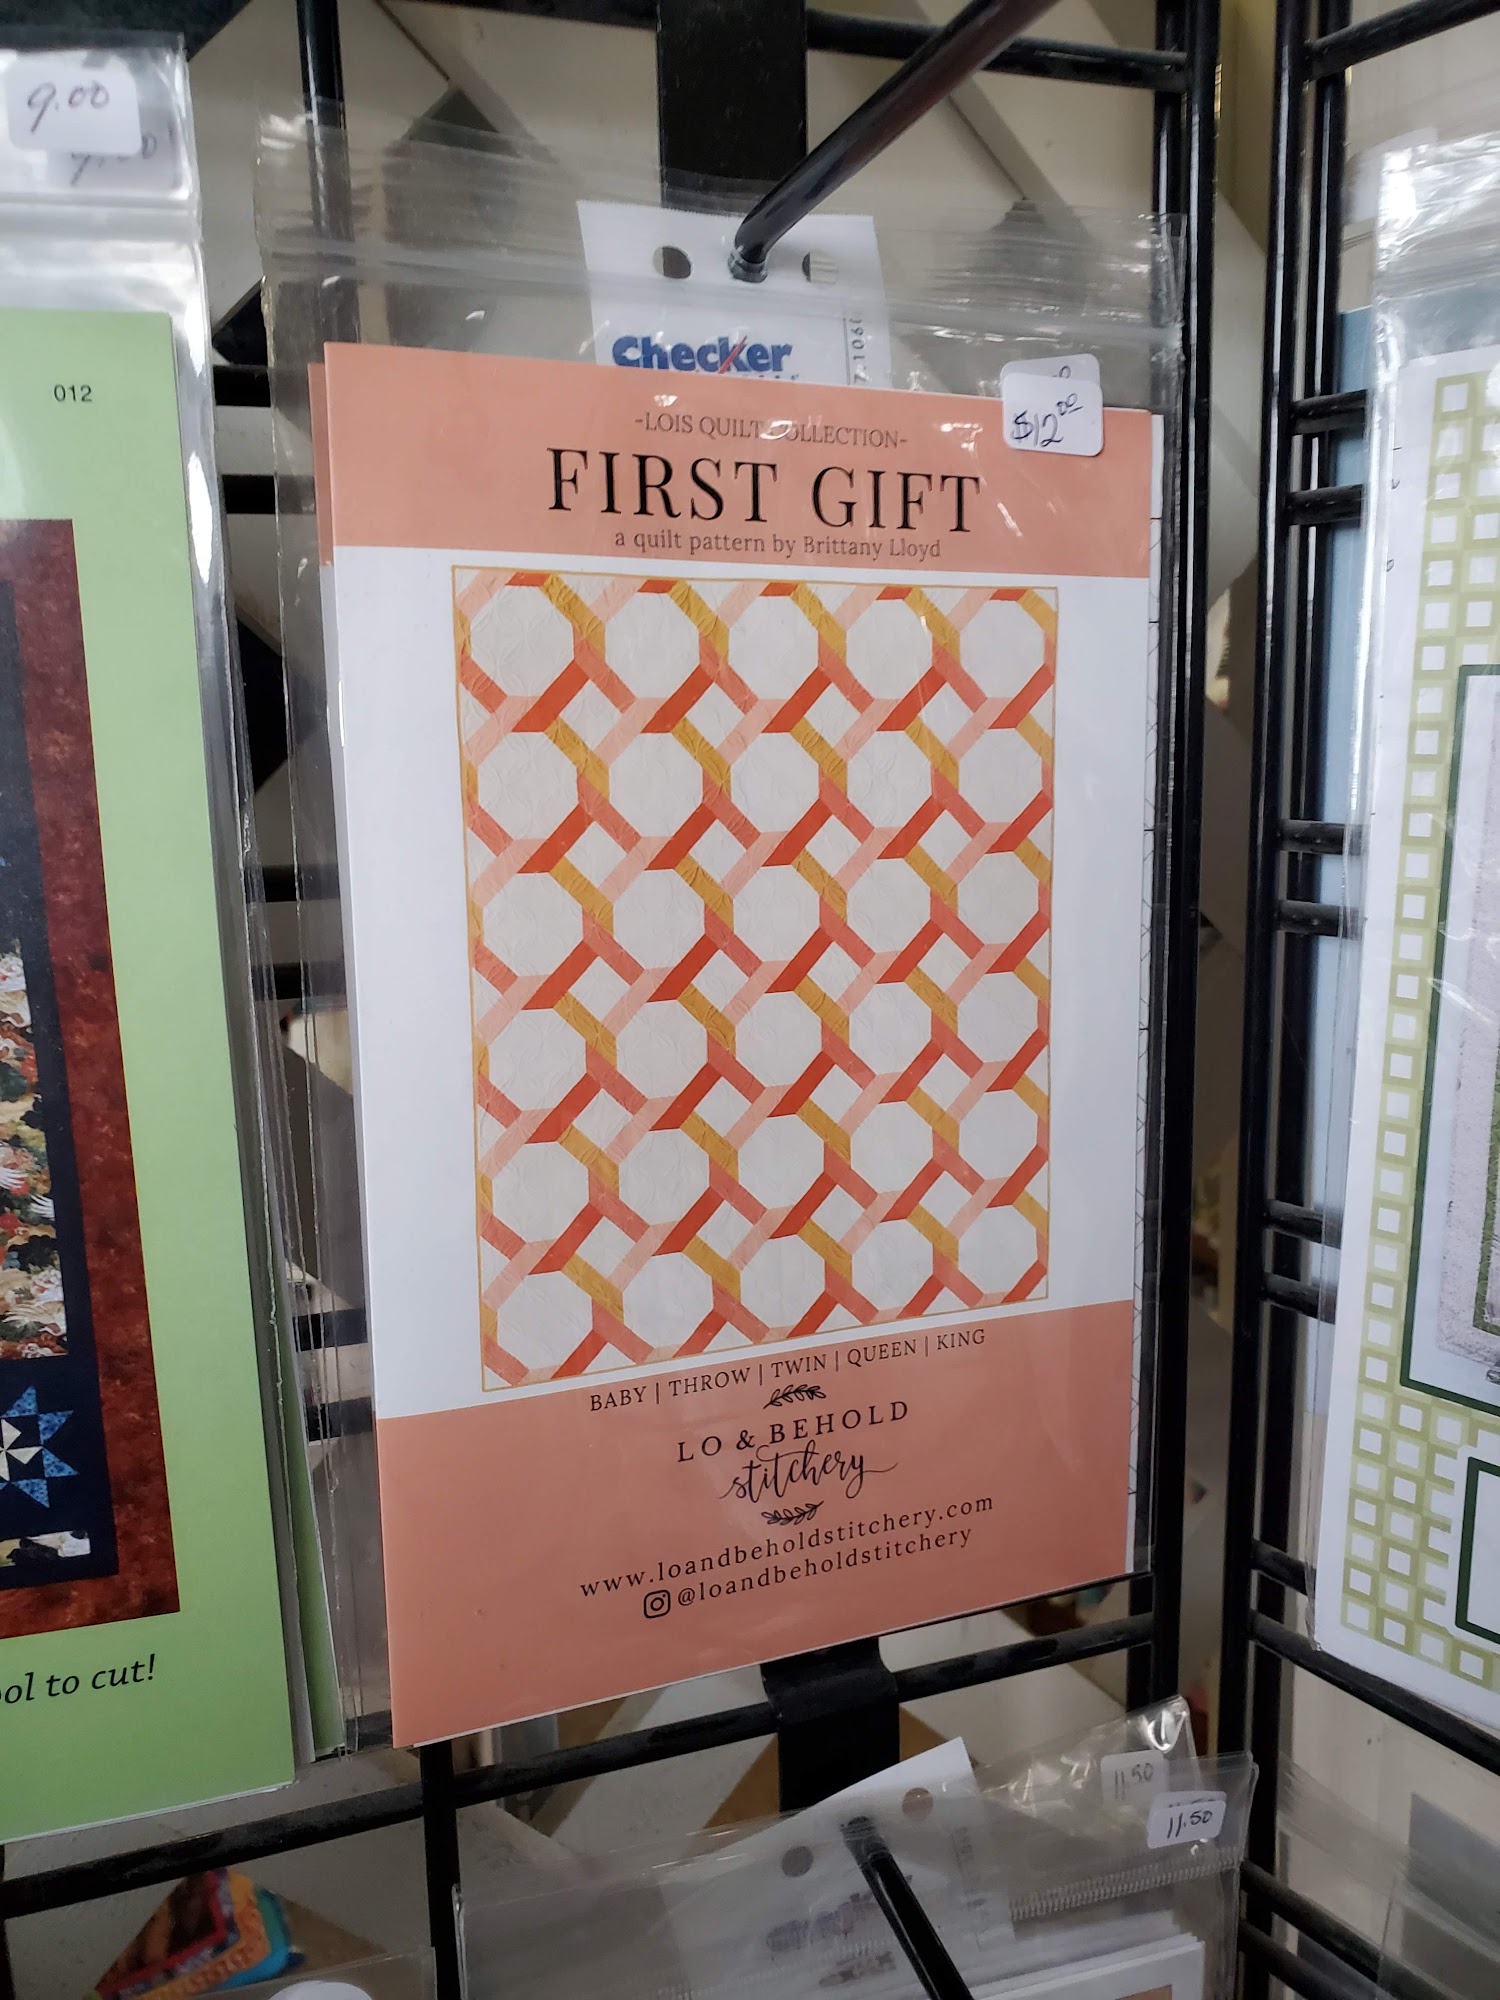 9.00
012
Checker
$12.00
-LOIS QUILT COLLECTION-
FIRST GIFT
a quilt pattern by Brittany Lloyd
BABY | THROW | TWIN | QUEEN | KING
LO & BEHOLD
stitchery
www.loandbeholdstitchery.com
@loandbeholdstitchery
to cut!
11.50
11.50